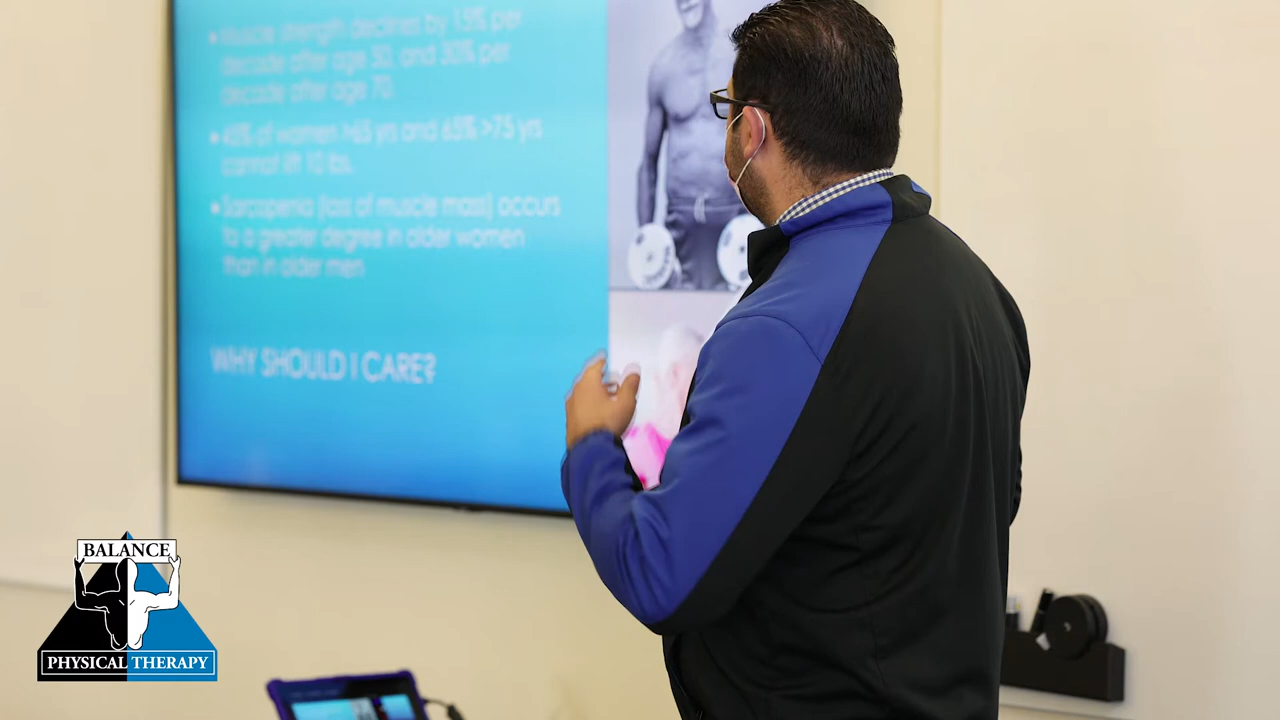 • Muscle strength declines by 15% per
decade after age 50, and 30% per
decade after age 70.
• 40% of women >65 yrs and 65% >75 yrs
cannot lift 10 lbs.
• Sarcopenia (loss of muscle mass) occurs
to a greater degree in older women
than in older men
WHY SHOULD I CARE?
BALANCE
PHYSICAL THERAPY